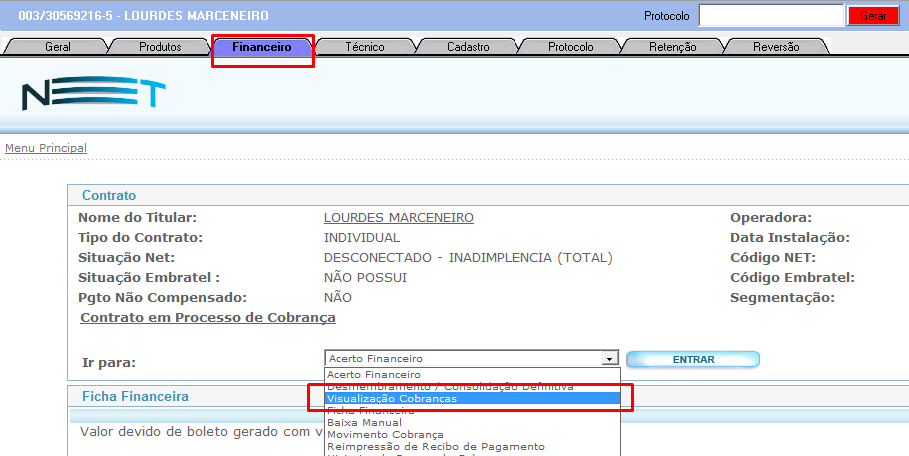 003/30569216-5 - LOURDES MARCENEIRO Protocolo Gerar
Geral Produtos Financeiro Técnico Cadastro Protocolo Retenção Reversão
NET
Menu Principal
Contrato
Nome do Titular: LOURDES MARCENEIRO Operadora:
Tipo do Contrato: INDIVIDUAL Data Instalação:
Situação Net: DESCONECTADO - INADIMPLENCIA (TOTAL) Código NET:
Situação Embratel : NÃO POSSUI Código Embratel:
Pgto Não Compensado: NÃO Segmentação:
Contrato em Processo de Cobrança
Ir para: Acerto Financeiro ENTRAR
Acerto Financeiro
Desmembramento / Consolidação Definitiva
Ficha Financeira Visualização Cobranças
Ficha Financeira
Baixa Manual
Valor devido de boleto gerado com v
Movimento Cobrança
Reimpressão de Recibo de Pagamento